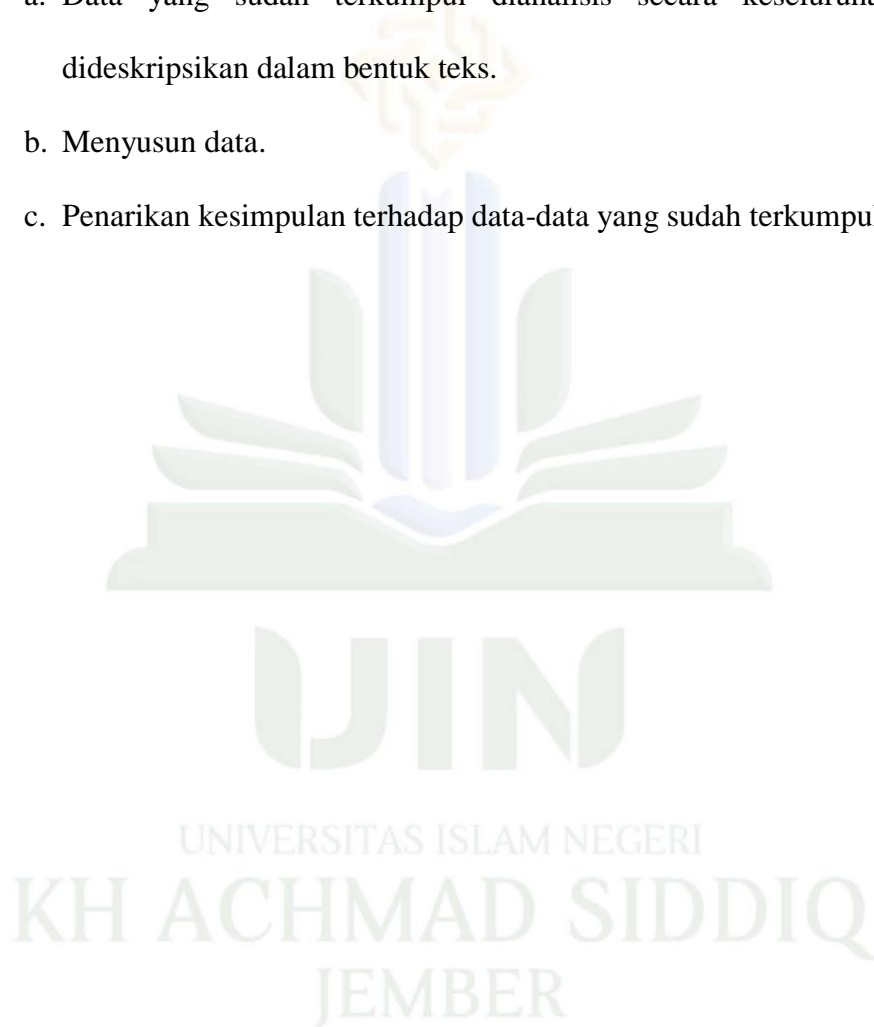 a. Data yang sudah terkumpul dianalisis secara
dideskripsikan dalam bentuk teks.
b. Menyusun data.
c. Penarikan kesimpulan terhadap data-data yang sudah
UIN
UNIVERSITAS ISLAM NEGERI
KH ACHMAD SIDDIQ
JEMBER